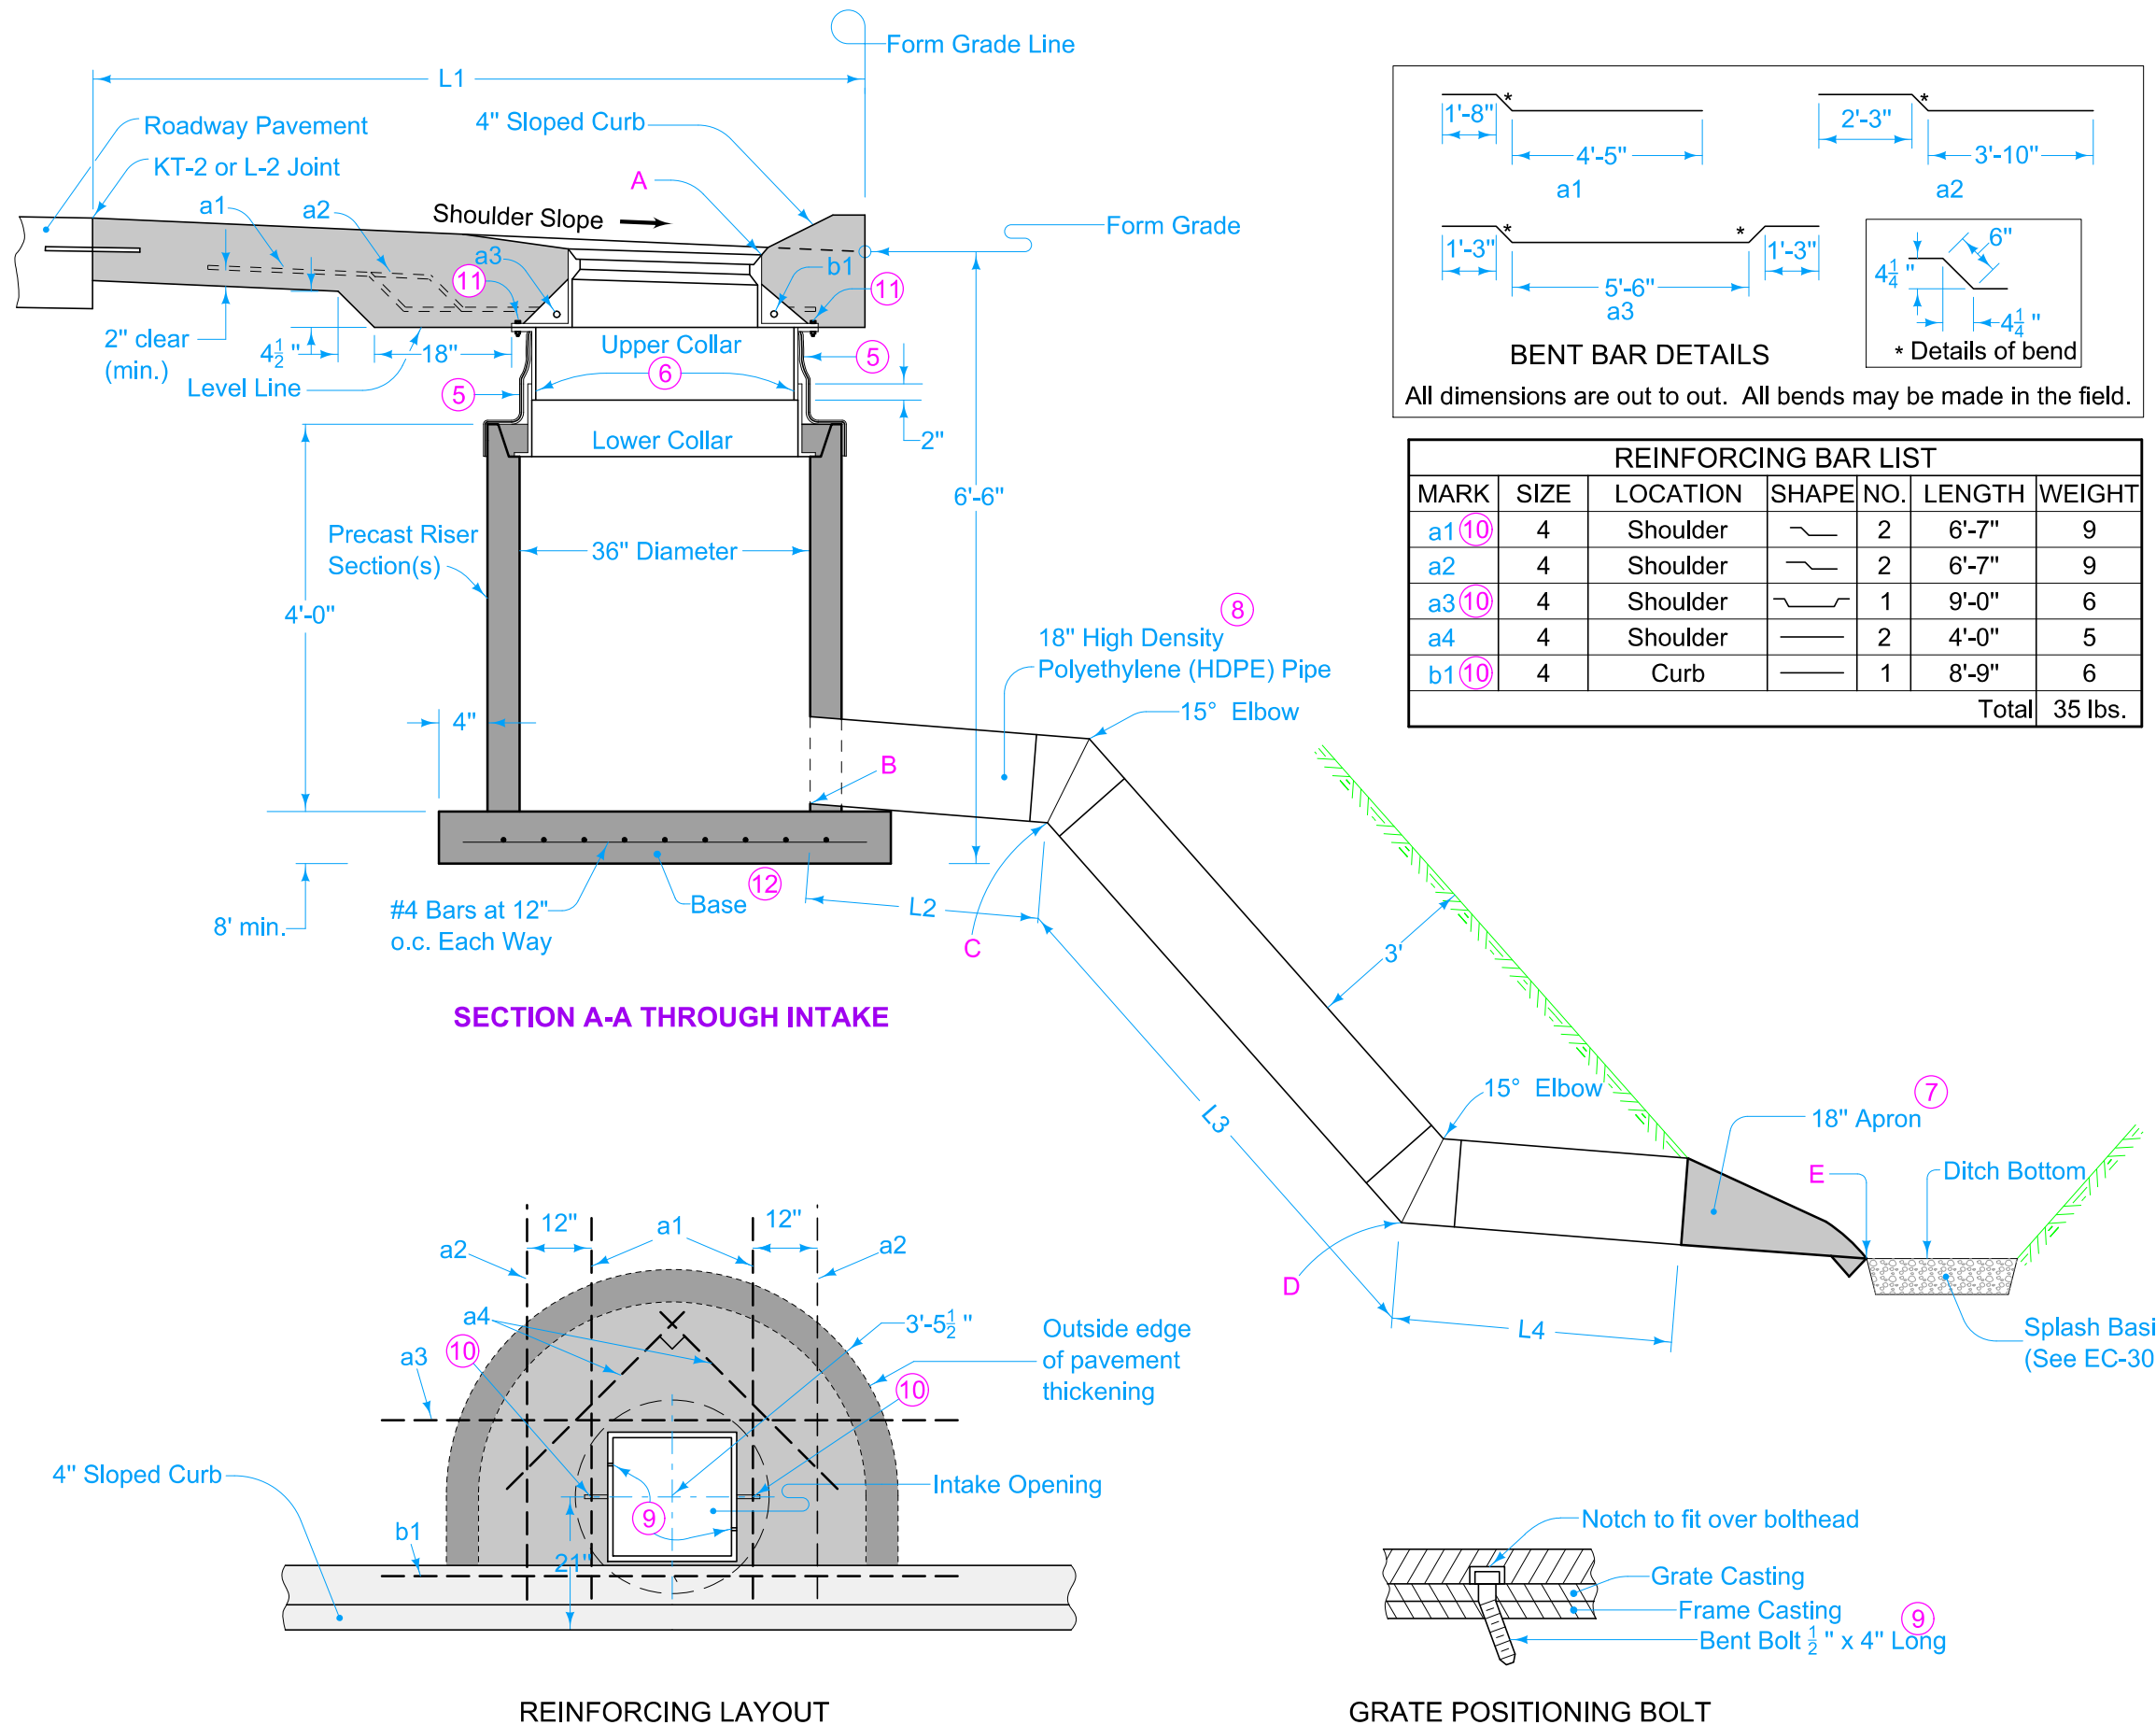 Form Grade Line
L1
Roadway Pavement
4" Sloped Curb
KT-2 or L-2 Joint
A
a1
a2
Shoulder Slope
Form Grade
a3
b1
11
11
2" clear
(min.)
4 1/2 "
18"
Level Line
Upper Collar
5
6
5
2"
Lower Collar
6'-6"
Precast Riser
Section(s)
36" Diameter
4'-0"
8
18" High Density
Polyethylene (HDPE) Pipe
15° Elbow
4"
B
#4 Bars at 12"
o.c. Each Way
Base
12
8' min.
L2
C
3'
SECTION A-A THROUGH INTAKE
L3
15° Elbow
7
18" Apron
E
Ditch Bottom
D
L4
Splash Basi
(See EC-30
1'-8"
4'-5"
a1
2'-3"
3'-10"
a2
*
*
1'-3"
*
*
1'-3"
5'-6"
a3
6"
4 1/4 "
4 1/4 "
* Details of bend
BENT BAR DETAILS
All dimensions are out to out. All bends may be made in the field.
REINFORCING BAR LIST
MARK SIZE LOCATION SHAPE NO. LENGTH WEIGHT
a1 10 4 Shoulder 2 6'-7" 9
a2 4 Shoulder 2 6'-7" 9
a3 10 4 Shoulder 1 9'-0" 6
a4 4 Shoulder 2 4'-0" 5
b1 10 4 Curb 1 8'-9" 6
Total 35 lbs.
12"
a1
12"
a2
a2
a4
3'-5 1/2 "
Outside edge
of pavement
thickening
10
a3
10
4" Sloped Curb
Intake Opening
9
b1
21"
REINFORCING LAYOUT
Notch to fit over bolthead
Grate Casting
Frame Casting
9
Bent Bolt 1/2 " x 4" Long
GRATE POSITIONING BOLT